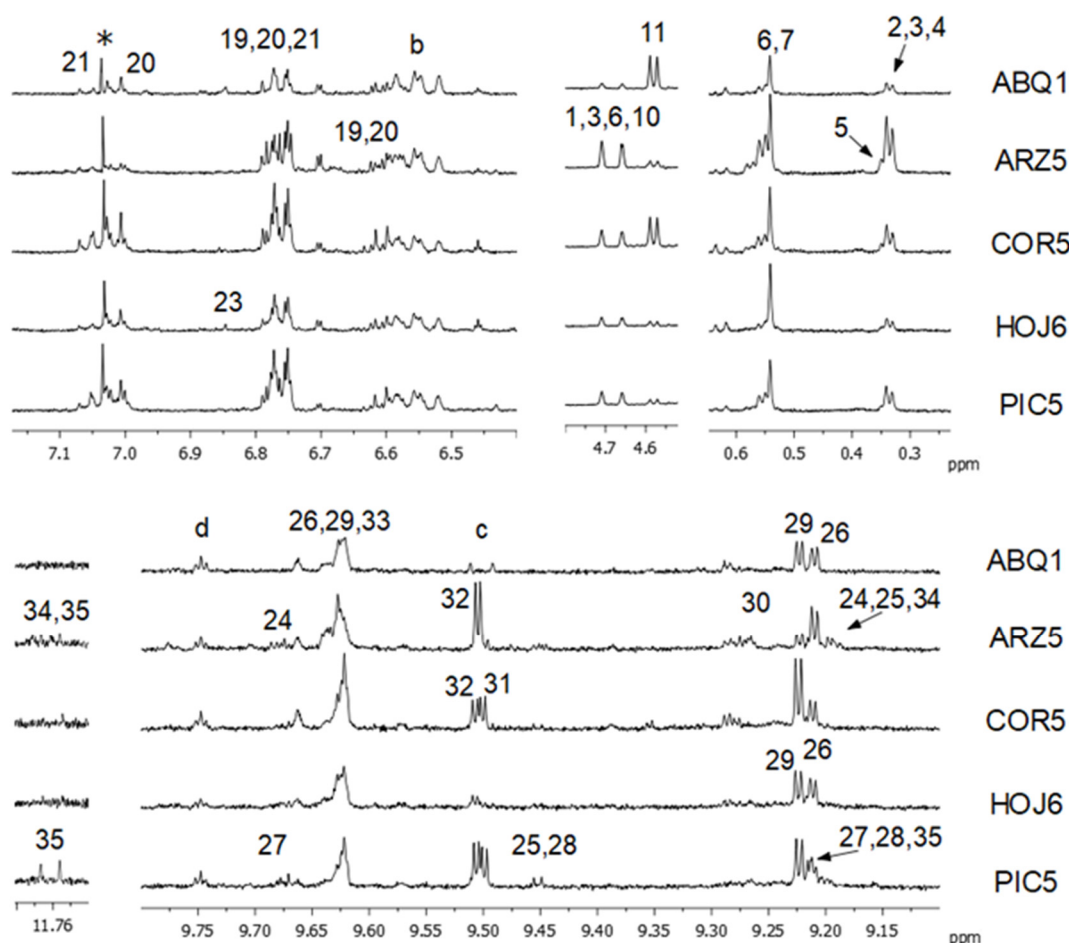 21 * 20 19,20,21 b 11 6,7 2,3,4 ABQ1
19,20 1,3,6,10 5 ARZ5
COR5
23 HOJ6
PIC5
7.1 7.0 6.9 6.8 6.7 6.6 6.5 4.7 4.6 0.6 0.5 0.4 0.3 ppm
d 26,29,33 c 29 26 ABQ1
34,35 24 32 30 24,25,34 ARZ5
32 31 COR5
29 26 HOJ6
35 27 25,28 27,28,35 PIC5
11.76 9.75 9.70 9.65 9.60 9.55 9.50 9.45 9.40 9.35 9.30 9.25 9.20 9.15 ppm